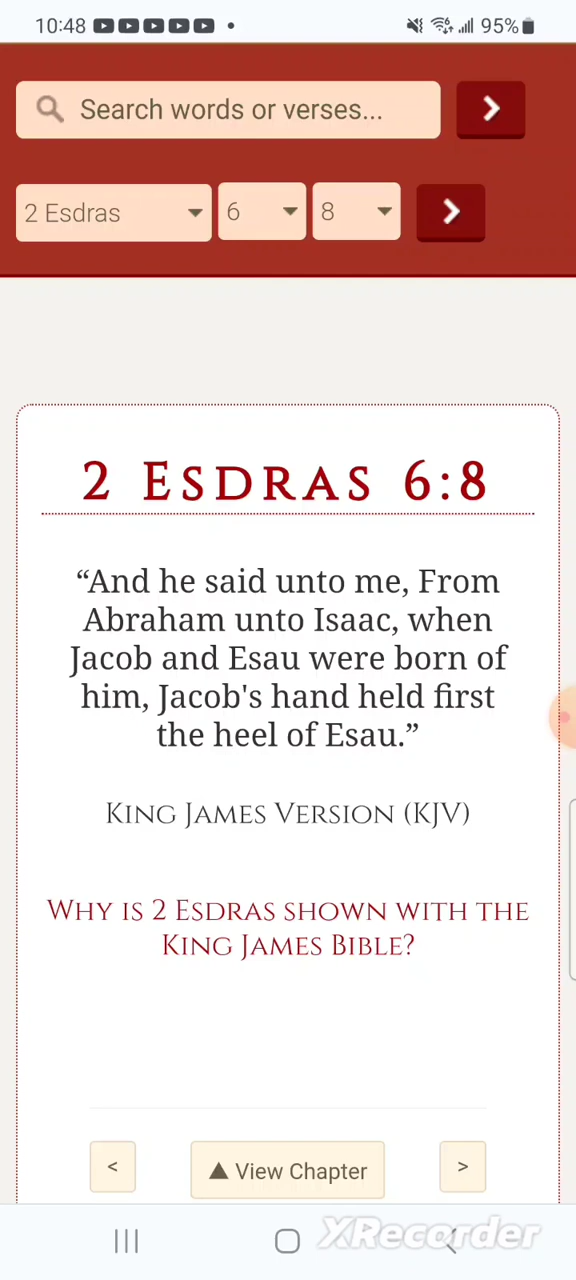 10:48 95%
Search words or verses...
2 Esdras 6 8
2 Esdras 6:8
“And he said unto me, From
Abraham unto Isaac, when
Jacob and Esau were born of
him, Jacob's hand held first
the heel of Esau.”
King James Version (KJV)
Why is 2 Esdras shown with the
King James Bible?
< ▲ View Chapter >
XRecorder